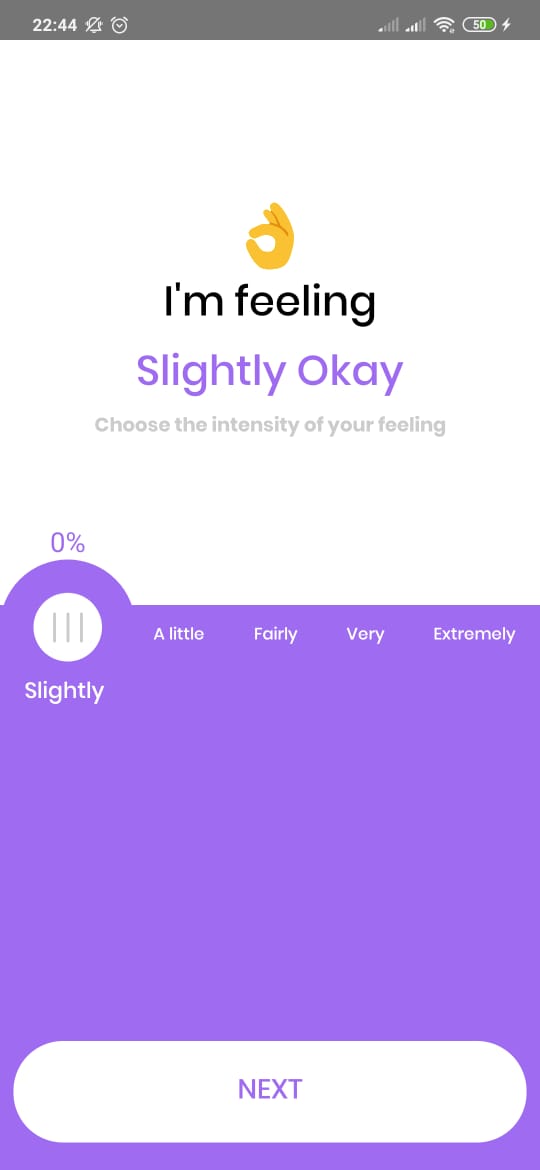 22:44
50
I'm feeling
Slightly Okay
Choose the intensity of your feeling
0%
A little Fairly Very Extremely
Slightly
NEXT